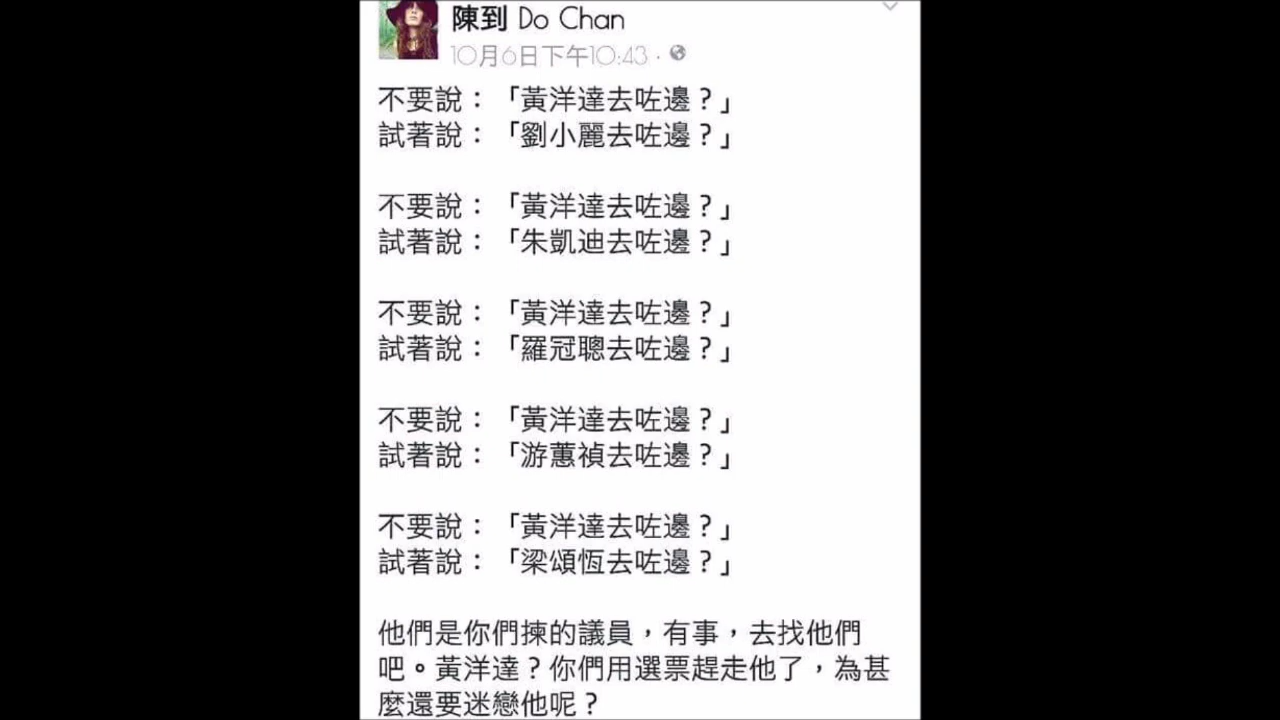 陳到 Do Chan
10月6日下午10:43 ·
不要說：「黃洋達去咗邊？」
試著說：「劉小麗去咗邊？」
不要說：「黃洋達去咗邊？」
試著說：「朱凱迪去咗邊？」
不要說：「黃洋達去咗邊？」
試著說：「羅冠聰去咗邊？」
不要說：「黃洋達去咗邊？」
試著說：「游蕙禎去咗邊？」
不要說：「黃洋達去咗邊？」
試著說：「梁頌恆去咗邊？」
他們是你們揀的議員，有事，去找他們
吧。黃洋達？你們用選票趕走他了，為甚
麼還要迷戀他呢？